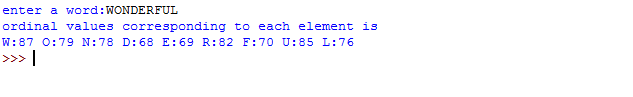 enter a word:WONDERFUL
ordinal values corresponding to each element is
W:87 O:79 N:78 D:68 E:69 R:82 F:70 U:85 L:76
>>>